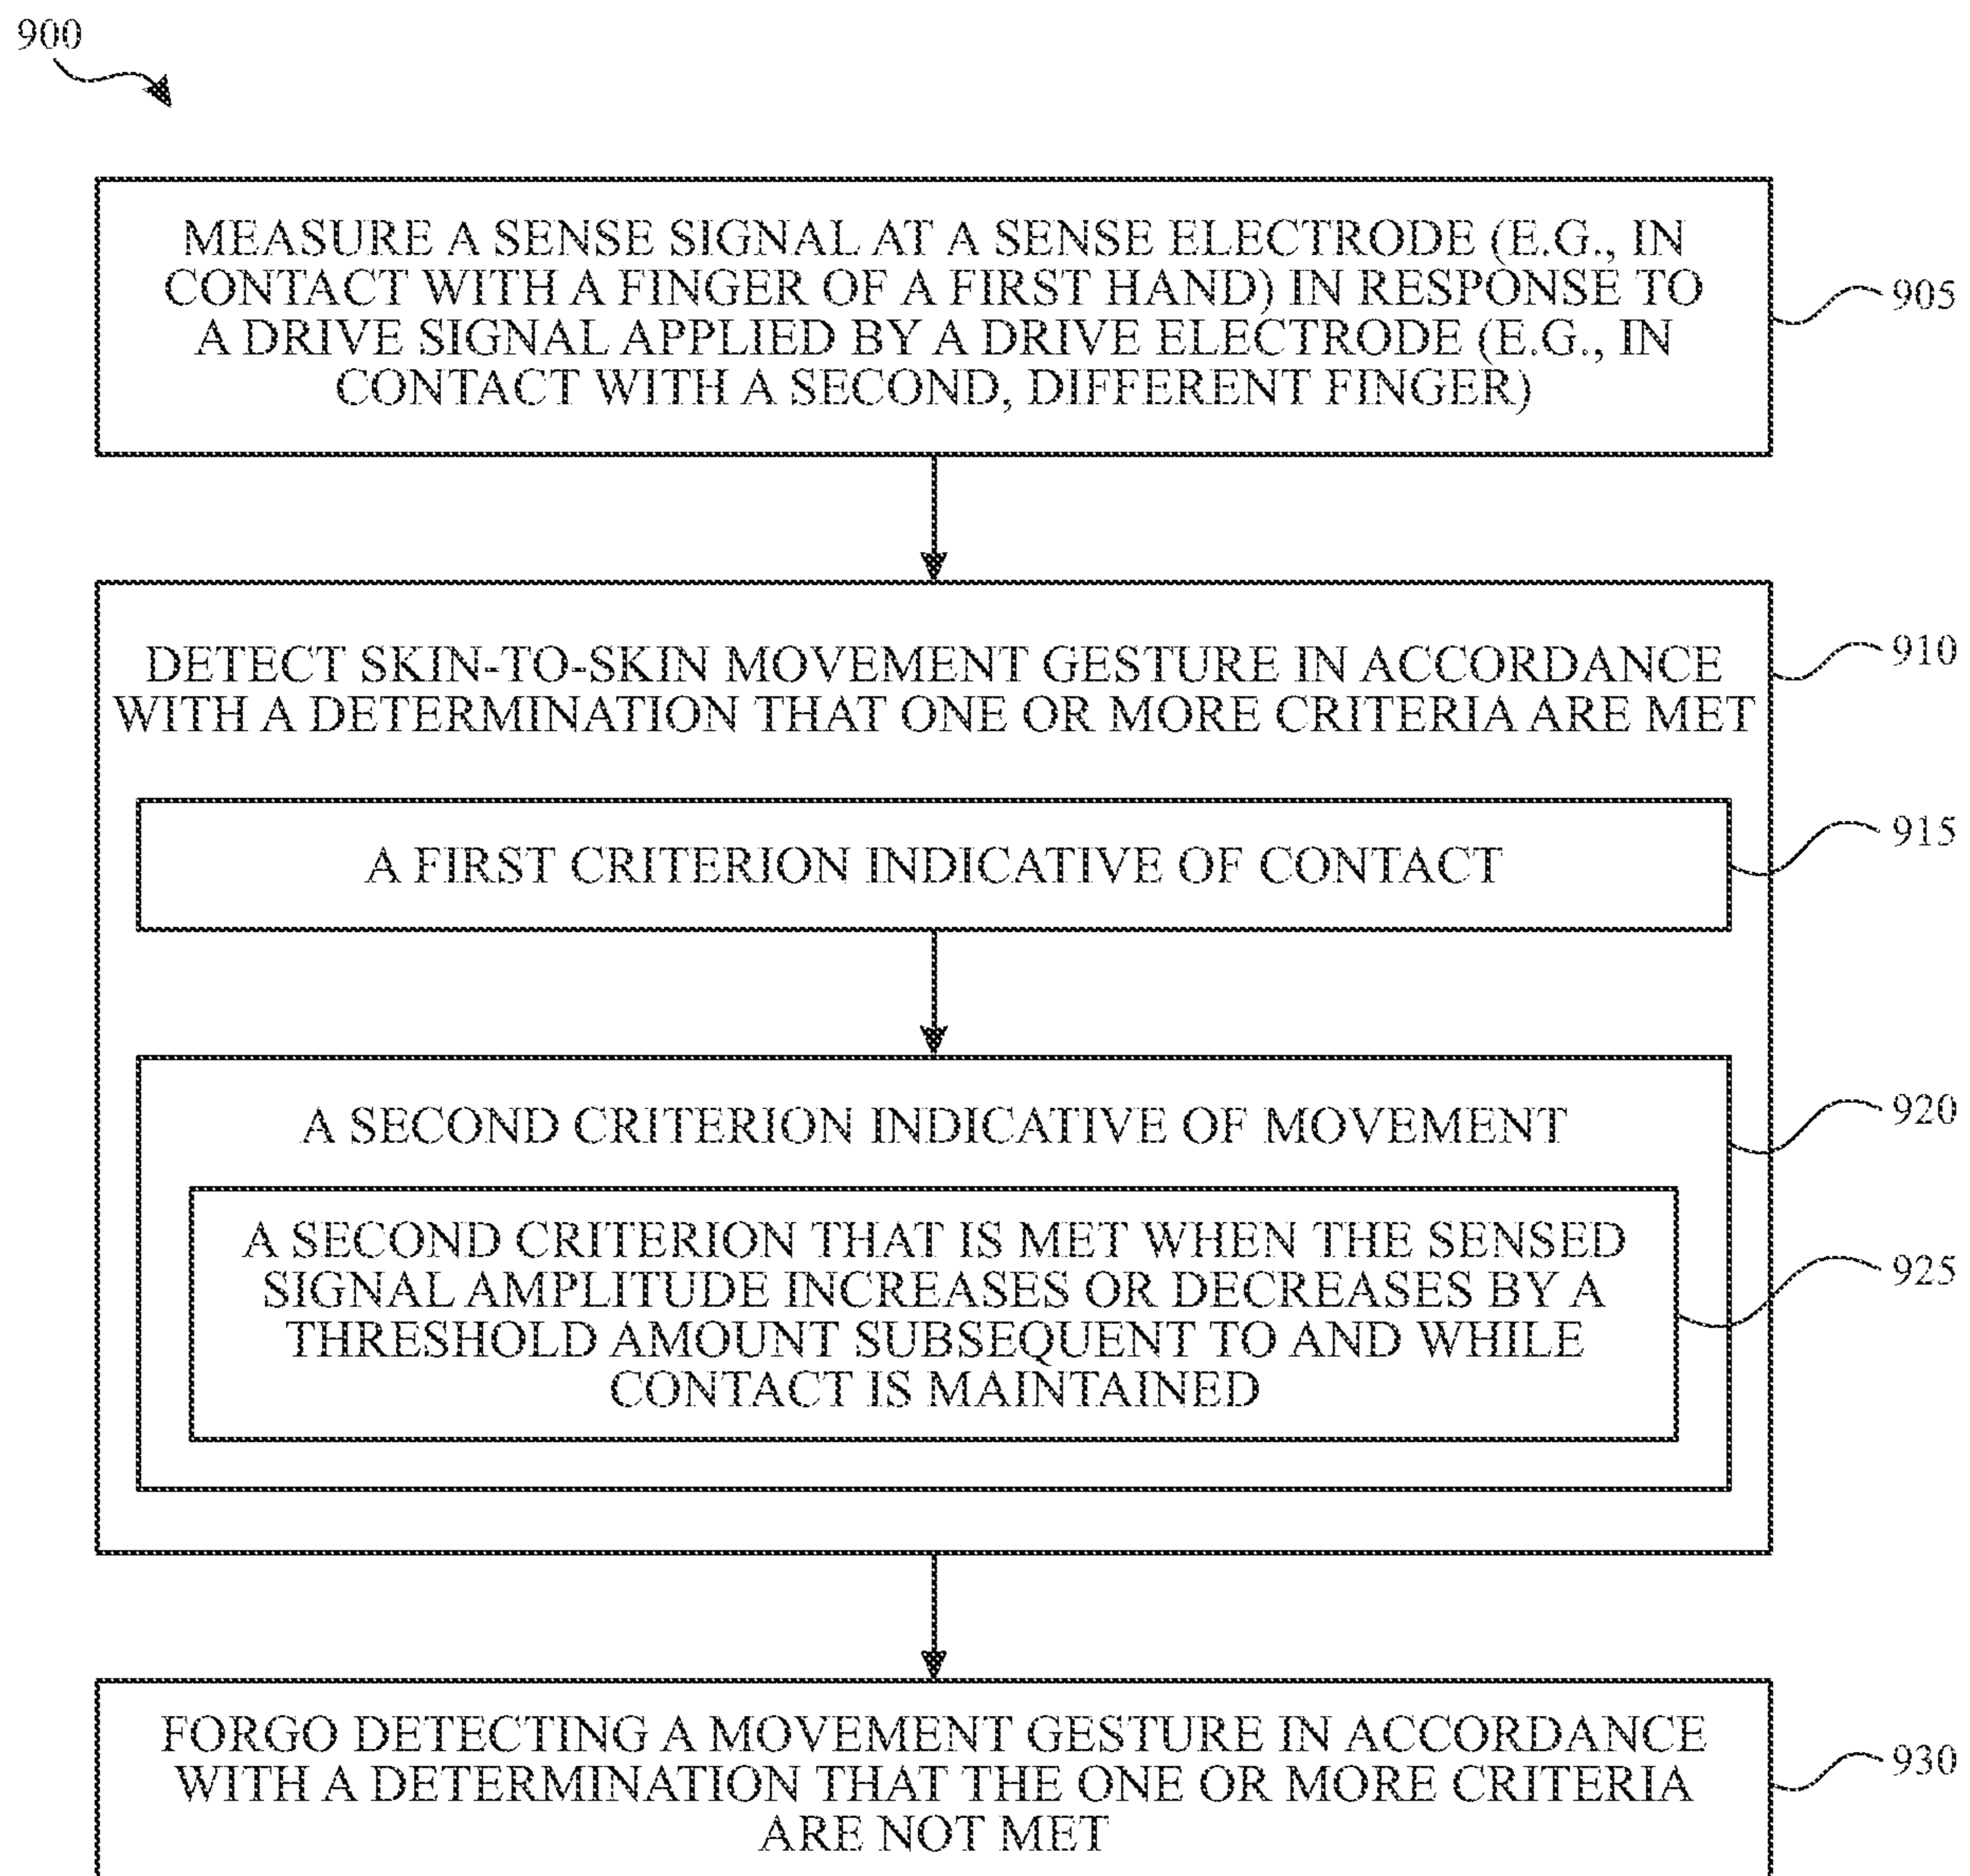 900
MEASURE A SENSE SIGNAL AT A SENSE ELECTRODE (E.G., IN
CONTACT WITH A FINGER OF A FIRST HAND) IN RESPONSE TO
A DRIVE SIGNAL APPLIED BY A DRIVE ELECTRODE (E.G., IN
CONTACT WITH A SECOND, DIFFERENT FINGER)
905
DETECT SKIN-TO-SKIN MOVEMENT GESTURE IN ACCORDANCE
WITH A DETERMINATION THAT ONE OR MORE CRITERIA ARE MET
910
A FIRST CRITERION INDICATIVE OF CONTACT
915
A SECOND CRITERION INDICATIVE OF MOVEMENT
920
A SECOND CRITERION THAT IS MET WHEN THE SENSED
SIGNAL AMPLITUDE INCREASES OR DECREASES BY A
THRESHOLD AMOUNT SUBSEQUENT TO AND WHILE
CONTACT IS MAINTAINED
925
FORGO DETECTING A MOVEMENT GESTURE IN ACCORDANCE
WITH A DETERMINATION THAT THE ONE OR MORE CRITERIA
ARE NOT MET
930